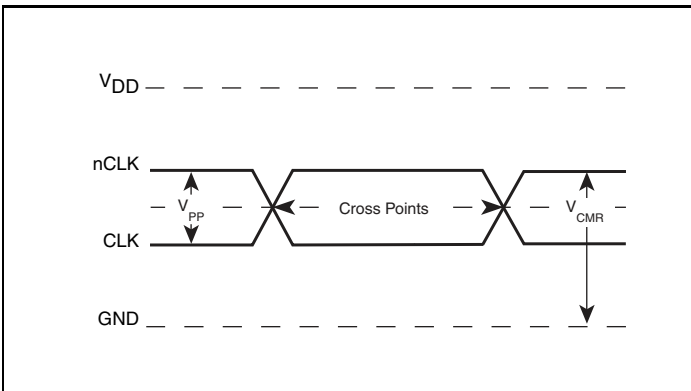 VDD
nCLK
VPP
Cross Points
VCMR
CLK
GND